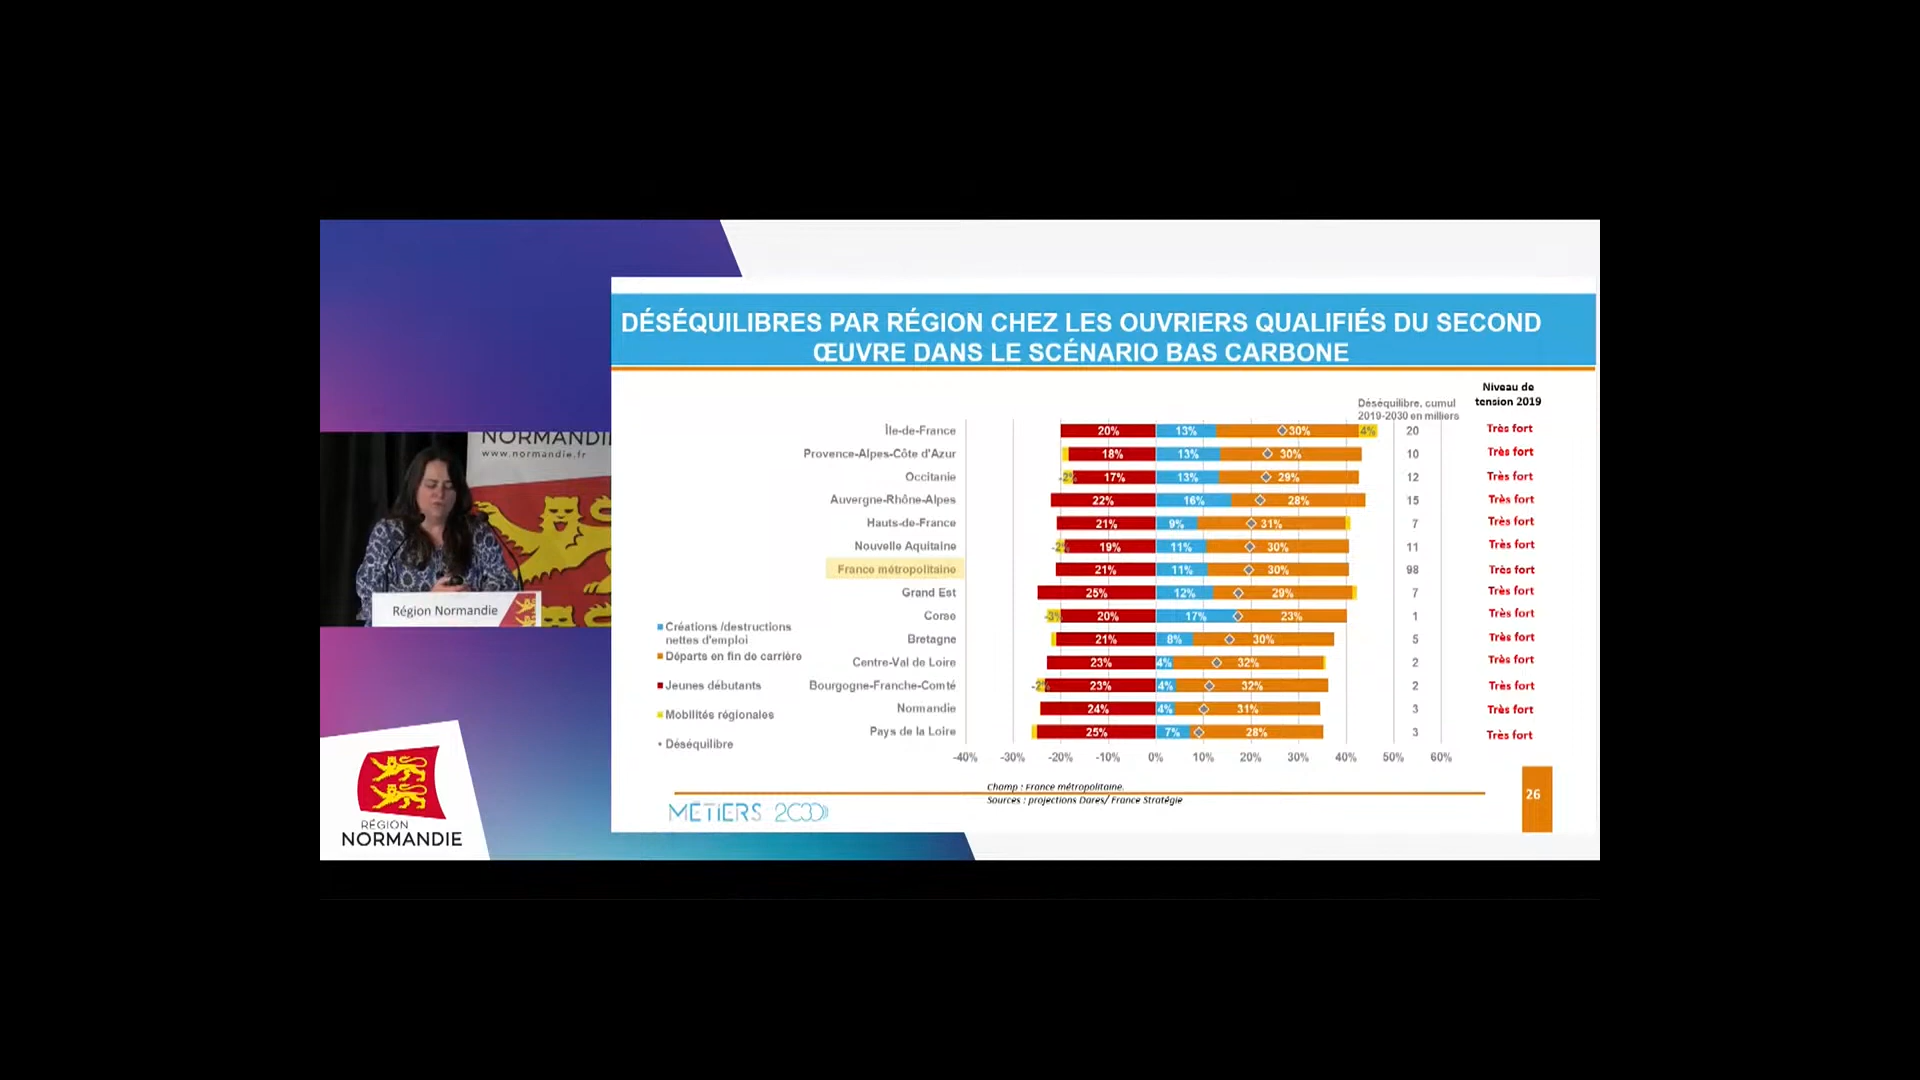 DÉSÉQUILIBRES PAR RÉGION CHEZ LES OUVRIERS QUALIFIÉS DU SECOND
ŒUVRE DANS LE SCÉNARIO BAS CARBONE
Niveau de
tension 2019
Déséquilibre, cumul
2019-2030 en milliers
Île-de-France 20% 13% 30% 4% 20 Très fort
Provence-Alpes-Côte d'Azur 18% 13% 30% 10 Très fort
Occitanie -2% 17% 13% 29% 12 Très fort
Auvergne-Rhône-Alpes 22% 16% 28% 15 Très fort
Hauts-de-France 21% 9% 31% 7 Très fort
Nouvelle Aquitaine -2% 19% 11% 30% 11 Très fort
France métropolitaine 21% 11% 30% 98 Très fort
Grand Est 25% 12% 29% 7 Très fort
Corse -3% 20% 17% 23% 1 Très fort
Bretagne 21% 8% 30% 5 Très fort
Centre-Val de Loire 23% 4% 32% 2 Très fort
Bourgogne-Franche-Comté -2% 23% 4% 32% 2 Très fort
Normandie 24% 4% 31% 3 Très fort
Pays de la Loire 25% 7% 28% 3 Très fort
-40% -30% -20% -10% 0% 10% 20% 30% 40% 50% 60%
Créations /destructions
nettes d'emploi
Départs en fin de carrière
Jeunes débutants
Mobilités régionales
Déséquilibre
Champ : France métropolitaine.
Sources : projections Dares/ France Stratégie
MÉTIERS 2030
26
NORMANDI
www.normandie.fr
Région Normandie
RÉGION
NORMANDIE